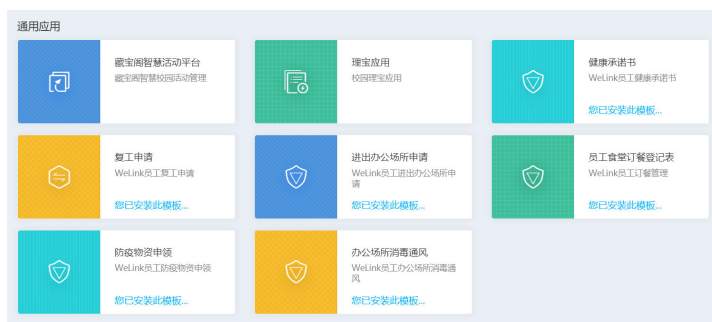 通用应用
藏宝阁智慧活动平台
藏宝阁智慧校园活动管理
理宝应用
校园理宝应用
健康承诺书
WeLink员工健康承诺书
您已安装此模板...
复工申请
WeLink员工复工申请
您已安装此模板...
进出办公场所申请
WeLink员工进出办公场所申
请
您已安装此模板...
员工食堂订餐登记表
WeLink员工订餐管理
您已安装此模板...
防疫物资申领
WeLink员工防疫物资申领
您已安装此模板...
办公场所消毒通风
WeLink员工办公场所消毒通
风
您已安装此模板...